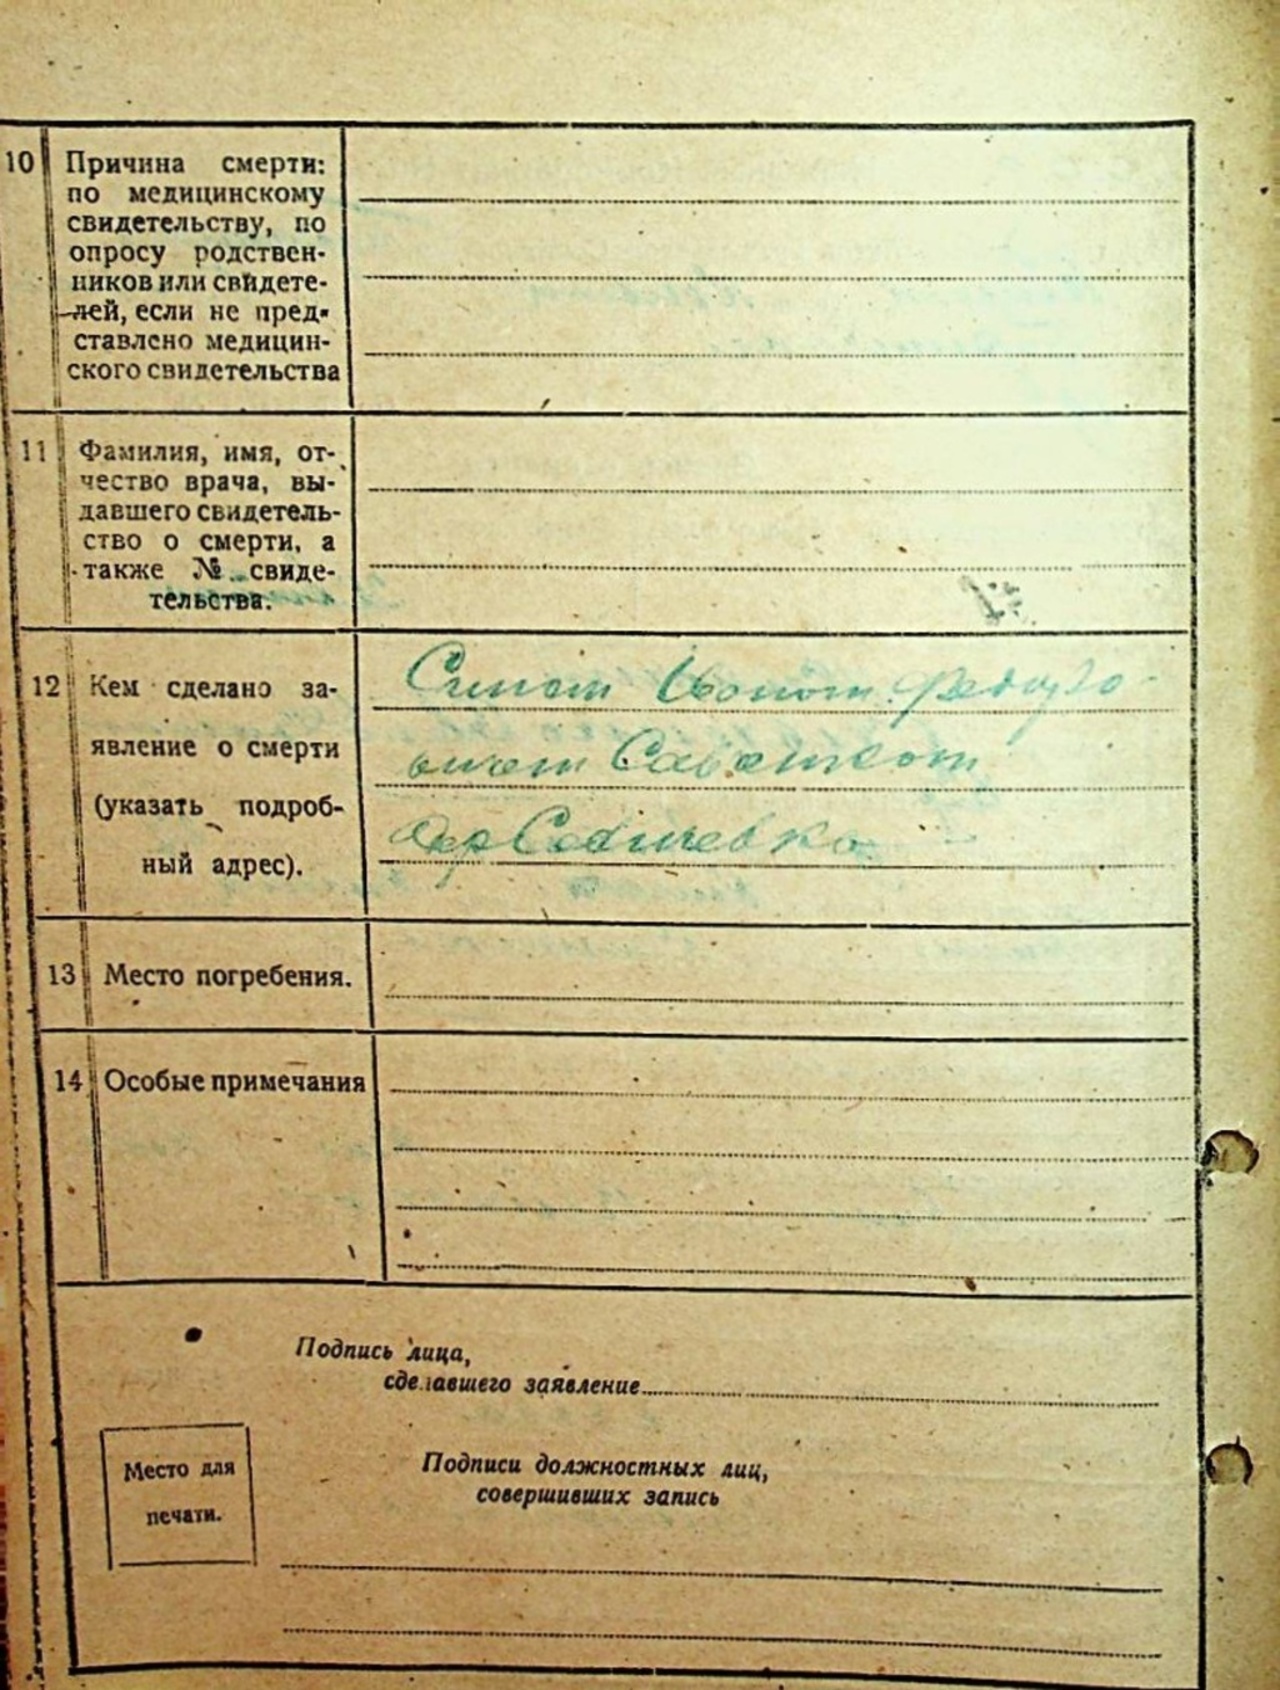 10 Причина смерти:
по медицинскому
свидетельству, по
опросу родствен-
ников или свидете-
лей, если не пред-
ставлено медицин-
ского свидетельства
11 Фамилия, имя, от-
чество врача, вы-
давшего свидетель-
ство о смерти, а
также № свиде-
тельства.
12 Кем сделано за-
явление о смерти
(указать подроб-
ный адрес).
Сыном
дер
13 Место погребения.
14 Особые примечания
Подпись лица,
сделавшего заявление
Место для
печати.
Подписи должностных лиц,
совершивших запись